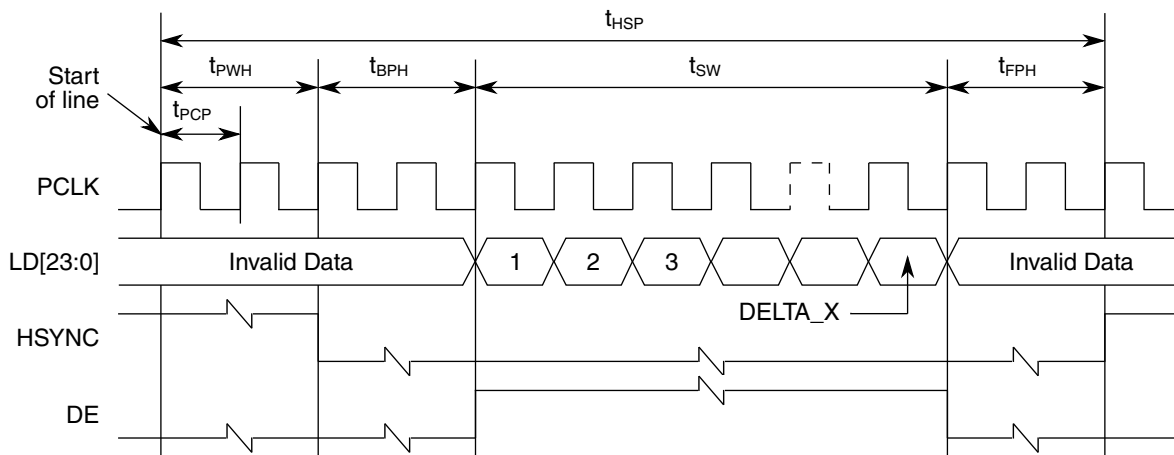 tHSP
tPWH
tBPH
tSW
tFPH
Start
of line
tPCP
PCLK
LD[23:0]
Invalid Data
1
2
3
Invalid Data
DELTA_X
HSYNC
DE